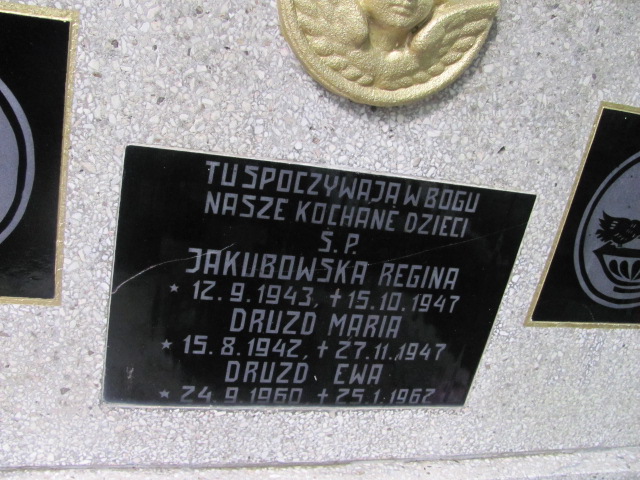 TU SPOCZYWAJĄ W BOGU
NASZE KOCHANE DZIECI
Ś. P.
JAKUBOWSKA REGINA
* 12. 9. 1943, + 15. 10. 1947
DRUZD MARIA
* 15. 8. 1942, + 27. 11. 1947
DRUZD EWA
* 24. 9. 1960, + 25. 1. 1962